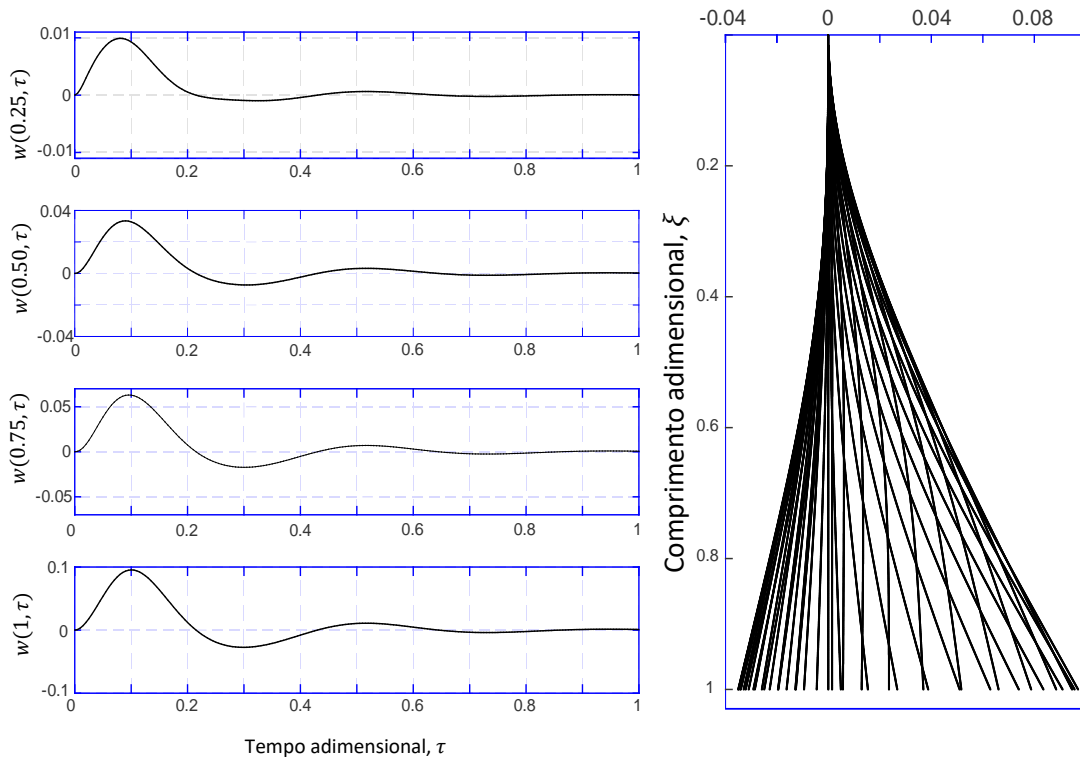 0.01
0
-0.01
w(0.25, τ)
0 0.2 0.4 0.6 0.8 1
0.04
0
-0.04
w(0.50, τ)
0 0.2 0.4 0.6 0.8 1
0.05
0
-0.05
w(0.75, τ)
0 0.2 0.4 0.6 0.8 1
0.1
0
-0.1
w(1, τ)
0 0.2 0.4 0.6 0.8 1
Tempo adimensional, τ
-0.04 0 0.04 0.08
0.2
0.4
0.6
0.8
1
Comprimento adimensional, ξ